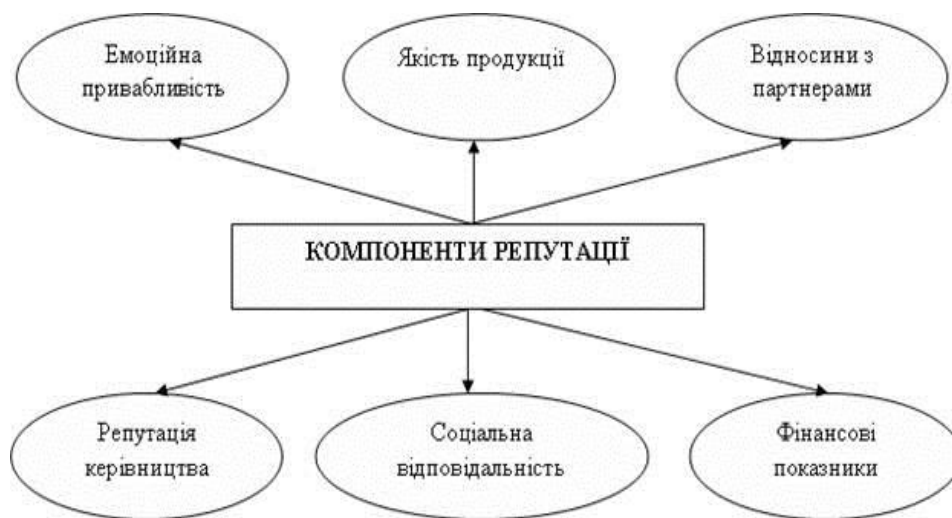 Емоційна
привабливість
Якість продукції
Відносини з
партнерами
КОМПОНЕНТИ РЕПУТАЦІЇ
Репутація
керівництва
Соціальна
відповідальність
Фінансові
показники